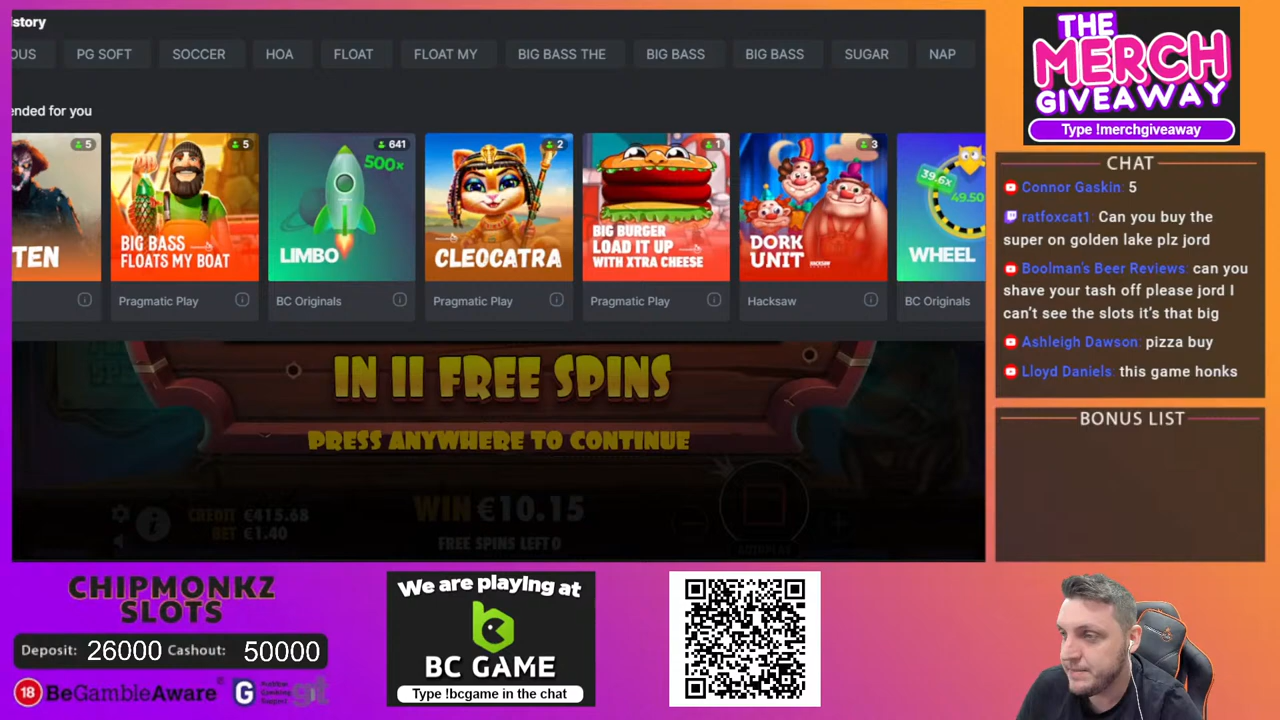 istory
OUS
PG SOFT
SOCCER
HOA
FLOAT
FLOAT MY
BIG BASS THE
BIG BASS
BIG BASS
SUGAR
NAP
ended for you
5
TEN
5
BIG BASS
FLOATS MY BOAT
Pragmatic Play
641
500x
LIMBO
BC Originals
2
CLEOCATRA
Pragmatic Play
1
BIG BURGER
LOAD IT UP
WITH XTRA CHEESE
Pragmatic Play
3
DORK
UNIT
HACKSAW
Hacksaw
39.6x
49.50
WHEEL
BC Originals
IN 11 FREE SPINS
PRESS ANYWHERE TO CONTINUE
CREDIT €415.68
BET €1.40
WIN €10.15
FREE SPINS LEFT 0
AUTOPLAY
THE
MERCH
GIVEAWAY
Type !merchgiveaway
CHAT
Connor Gaskin: 5
ratfoxcat1 Can you buy the
super on golden lake plz jord
Boolman's Beer Reviews: can you
shave your tash off please jord I
can't see the slots it's that big
Ashleigh Dawson: pizza buy
Lloyd Daniels: this game honks
BONUS LIST
CHIPMONKZ
SLOTS
Deposit: 26000 Cashout: 50000
18 BeGambleAware
We are playing at
BC GAME
Type !bcgame in the chat